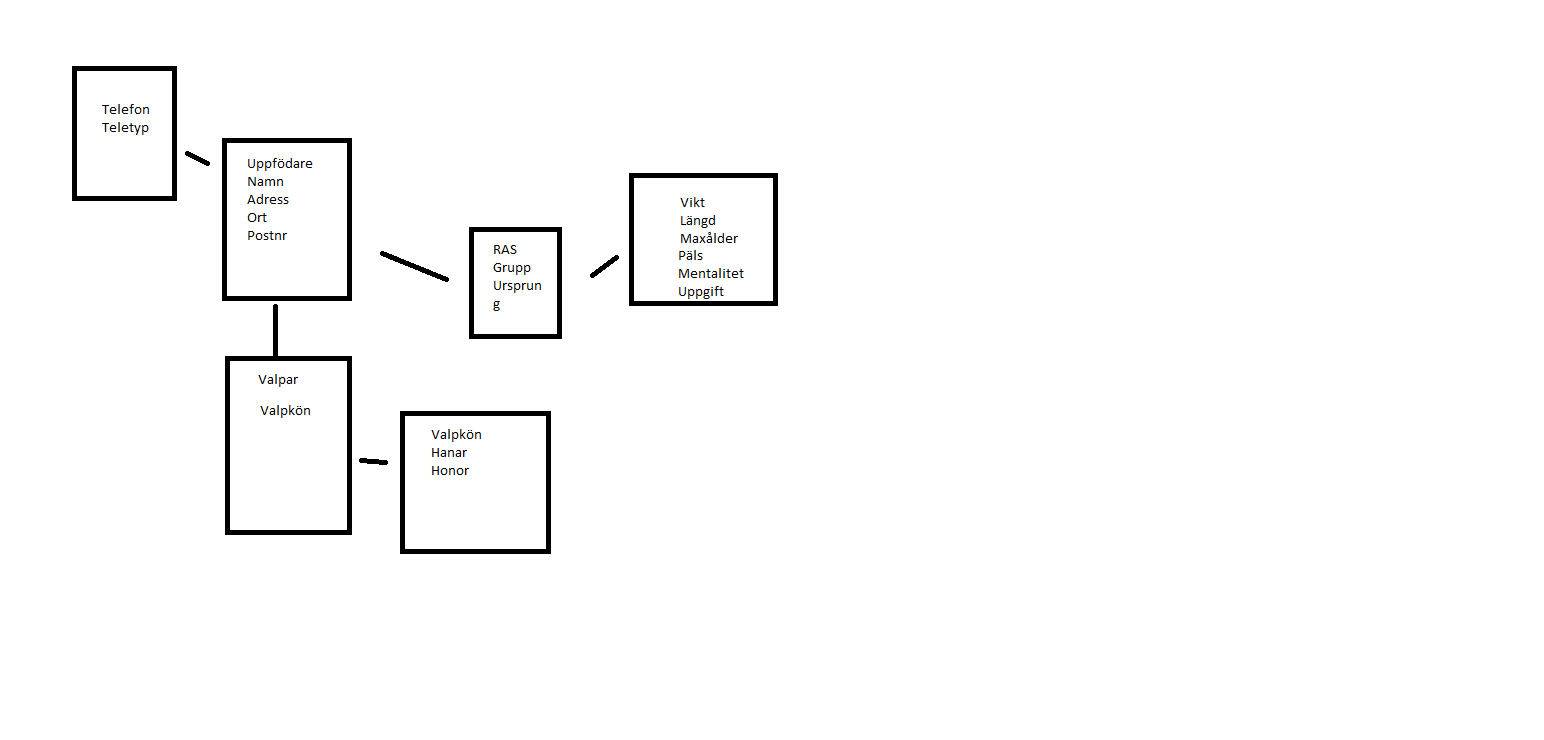 Telefon
Teletyp
Uppfödare
Namn
Adress
Ort
Postnr
RAS
Grupp
Ursprun
g
Vikt
Längd
Maxålder
Päls
Mentalitet
Uppgift
Valpar
Valpkön
Valpkön
Hanar
Honor